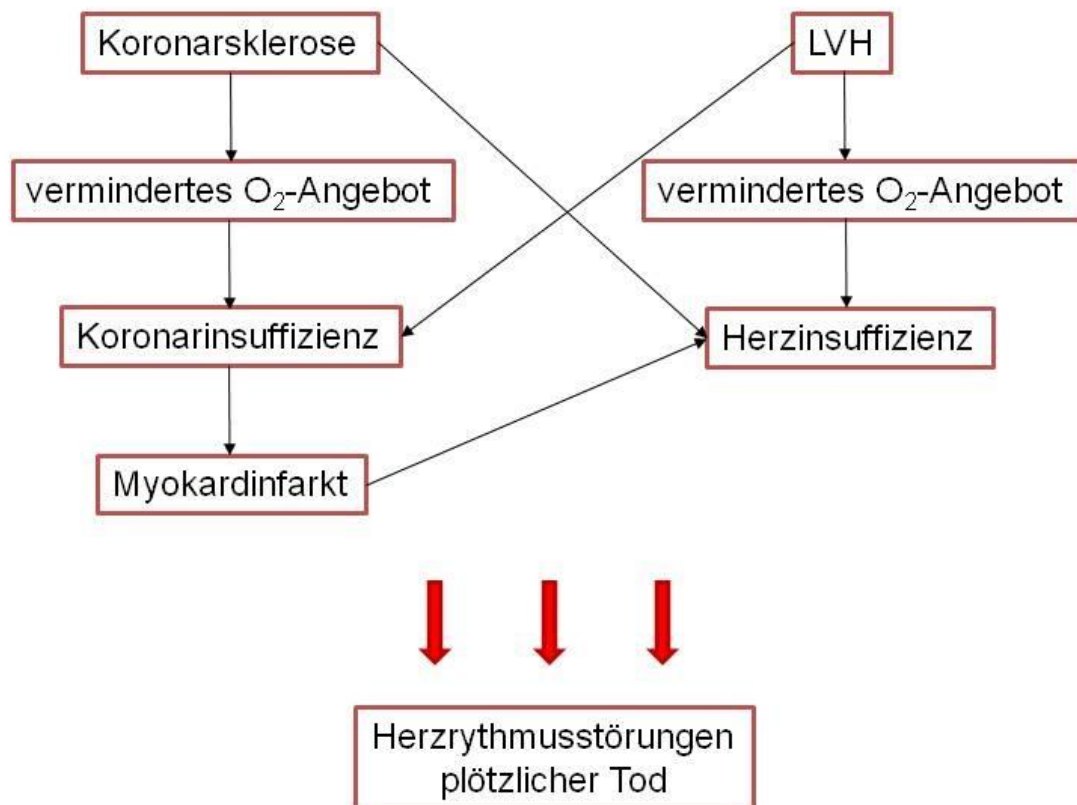 Koronarsklerose
LVH
vermindertes O₂-Angebot
vermindertes O₂-Angebot
Koronarinsuffizienz
Herzinsuffizienz
Myokardinfarkt
Herzrythmusstörungen
plötzlicher Tod